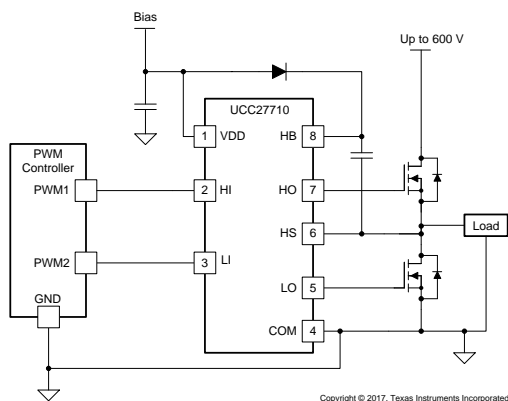 Bias
Up to 600 V
UCC27710
1 VDD HB 8
PWM
Controller
PWM1
2 HI HO 7
HS 6
Load
PWM2
3 LI
LO 5
GND
COM 4
Copyright © 2017, Texas Instruments Incorporated